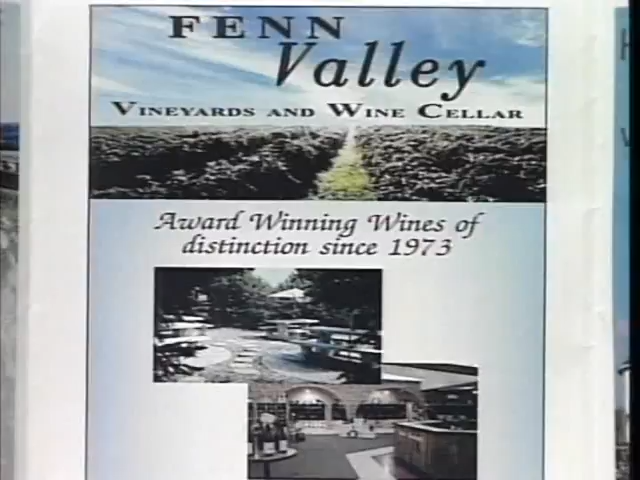 FENN
Valley
VINEYARDS AND WINE CELLAR
Award Winning Wines of
distinction since 1973